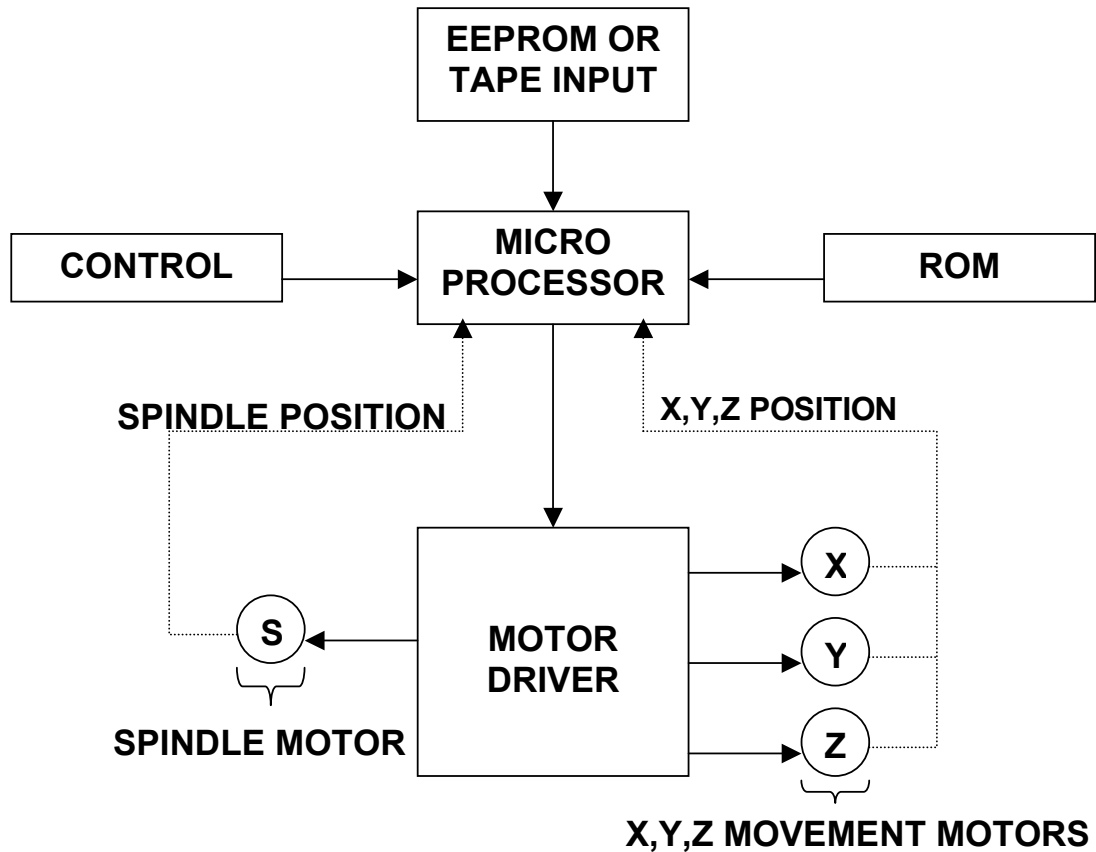 EEPROM OR
TAPE INPUT
CONTROL
MICRO
PROCESSOR
ROM
SPINDLE POSITION
X,Y,Z POSITION
X
S
MOTOR
DRIVER
Y
Z
SPINDLE MOTOR
X,Y,Z MOVEMENT MOTORS